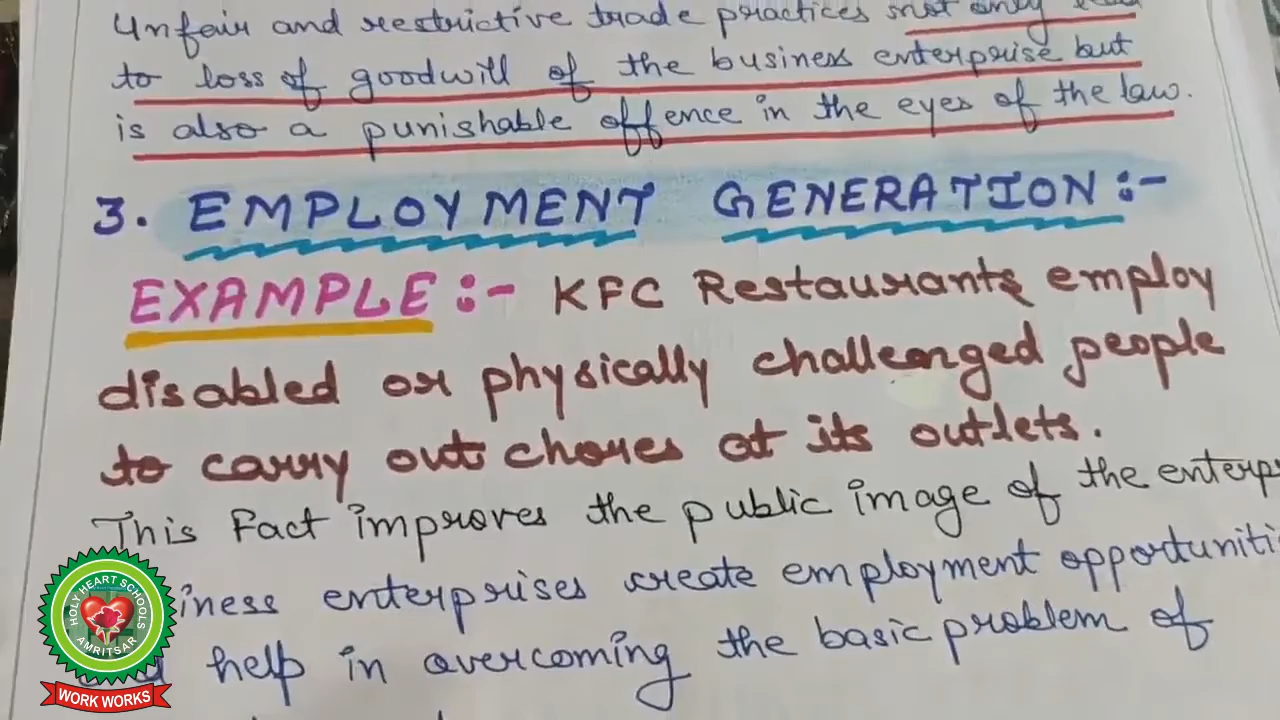 Unfair and restrictive trade practices not only lead
to loss of goodwill of the business enterprise but
is also a punishable offence in the eyes of the law.
3. EMPLOYMENT GENERATION:-
EXAMPLE:- KFC Restaurants employ
disabled or physically challenged people
to carry out chores at its outlets.
This Fact improves the public image of the enterpr
iness enterprises create employment opportuniti
help in overcoming the basic problem of
HOLY HEART SCHOOLS
AMRITSAR
WORK WORKS